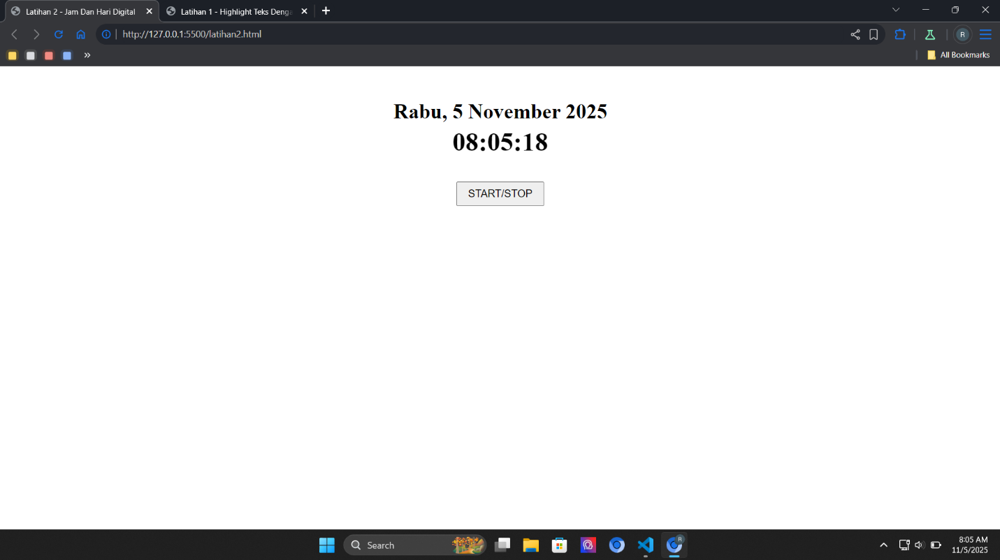 Latihan 2 - Jam Dan Hari Digital
Latihan 1 - Highlight Teks Denga
http://127.0.0.1:5500/latihan2.html
R
All Bookmarks
Rabu, 5 November 2025
08:05:18
START/STOP
Search
R
8:05 AM
11/5/2025